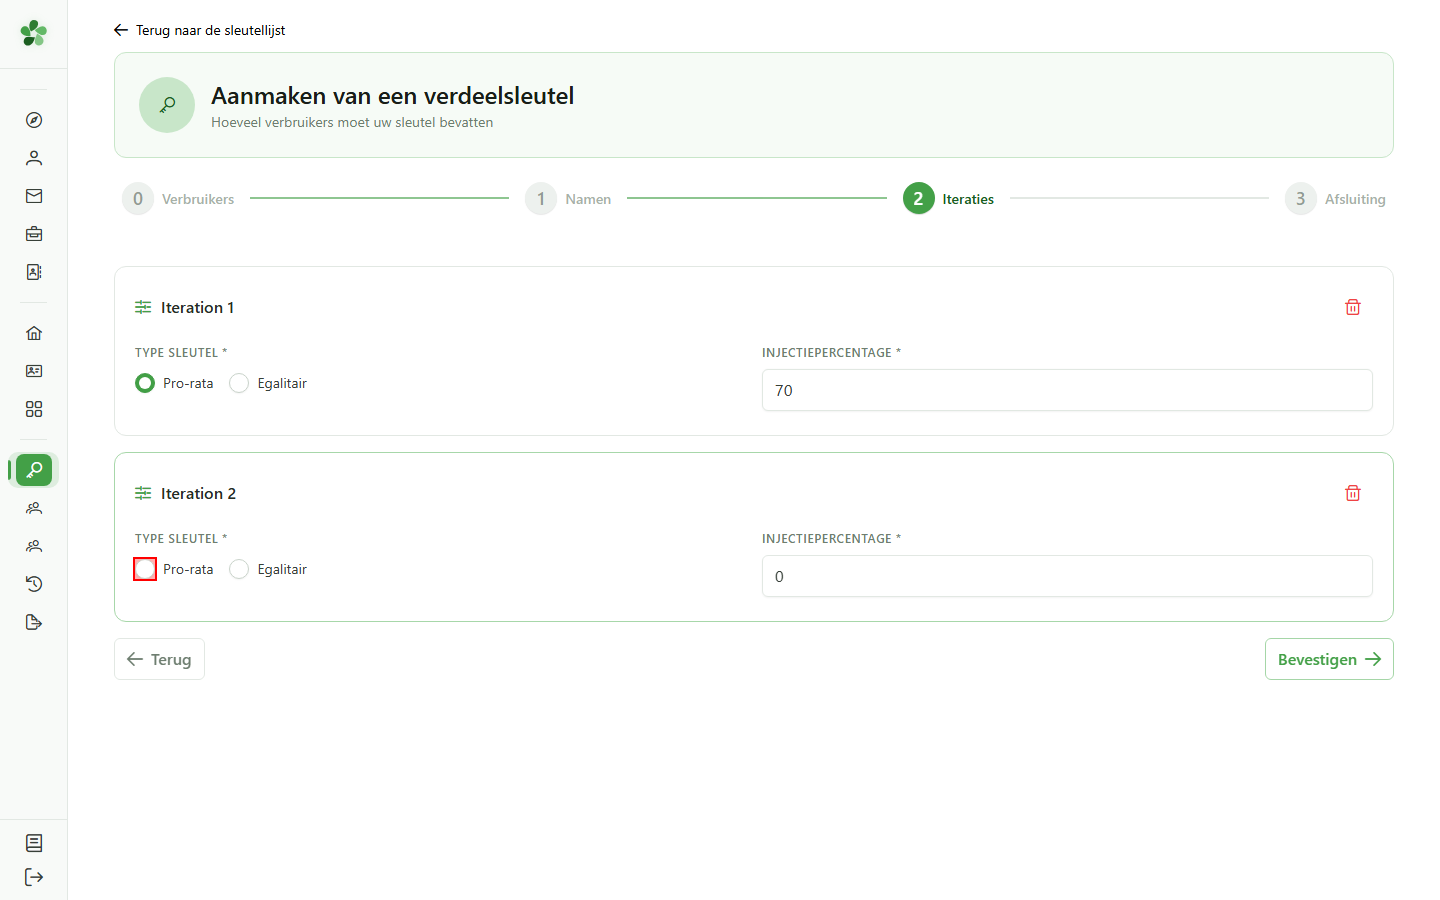 Terug naar de sleutellijst
Aanmaken van een verdeelsleutel
Hoeveel verbruikers moet uw sleutel bevatten
0 Verbruikers 1 Namen 2 Iteraties 3 Afsluiting
Iteration 1
TYPE SLEUTEL * INJECTIEPERCENTAGE *
Pro-rata Egalitair 70
Iteration 2
TYPE SLEUTEL * INJECTIEPERCENTAGE *
Pro-rata Egalitair 0
Terug Bevestigen